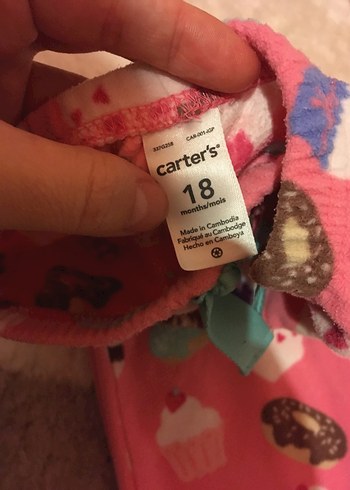 carter's®
18
months/mois
Made in Cambodia
Fabriqué au Cambodge
Hecho en Camboya